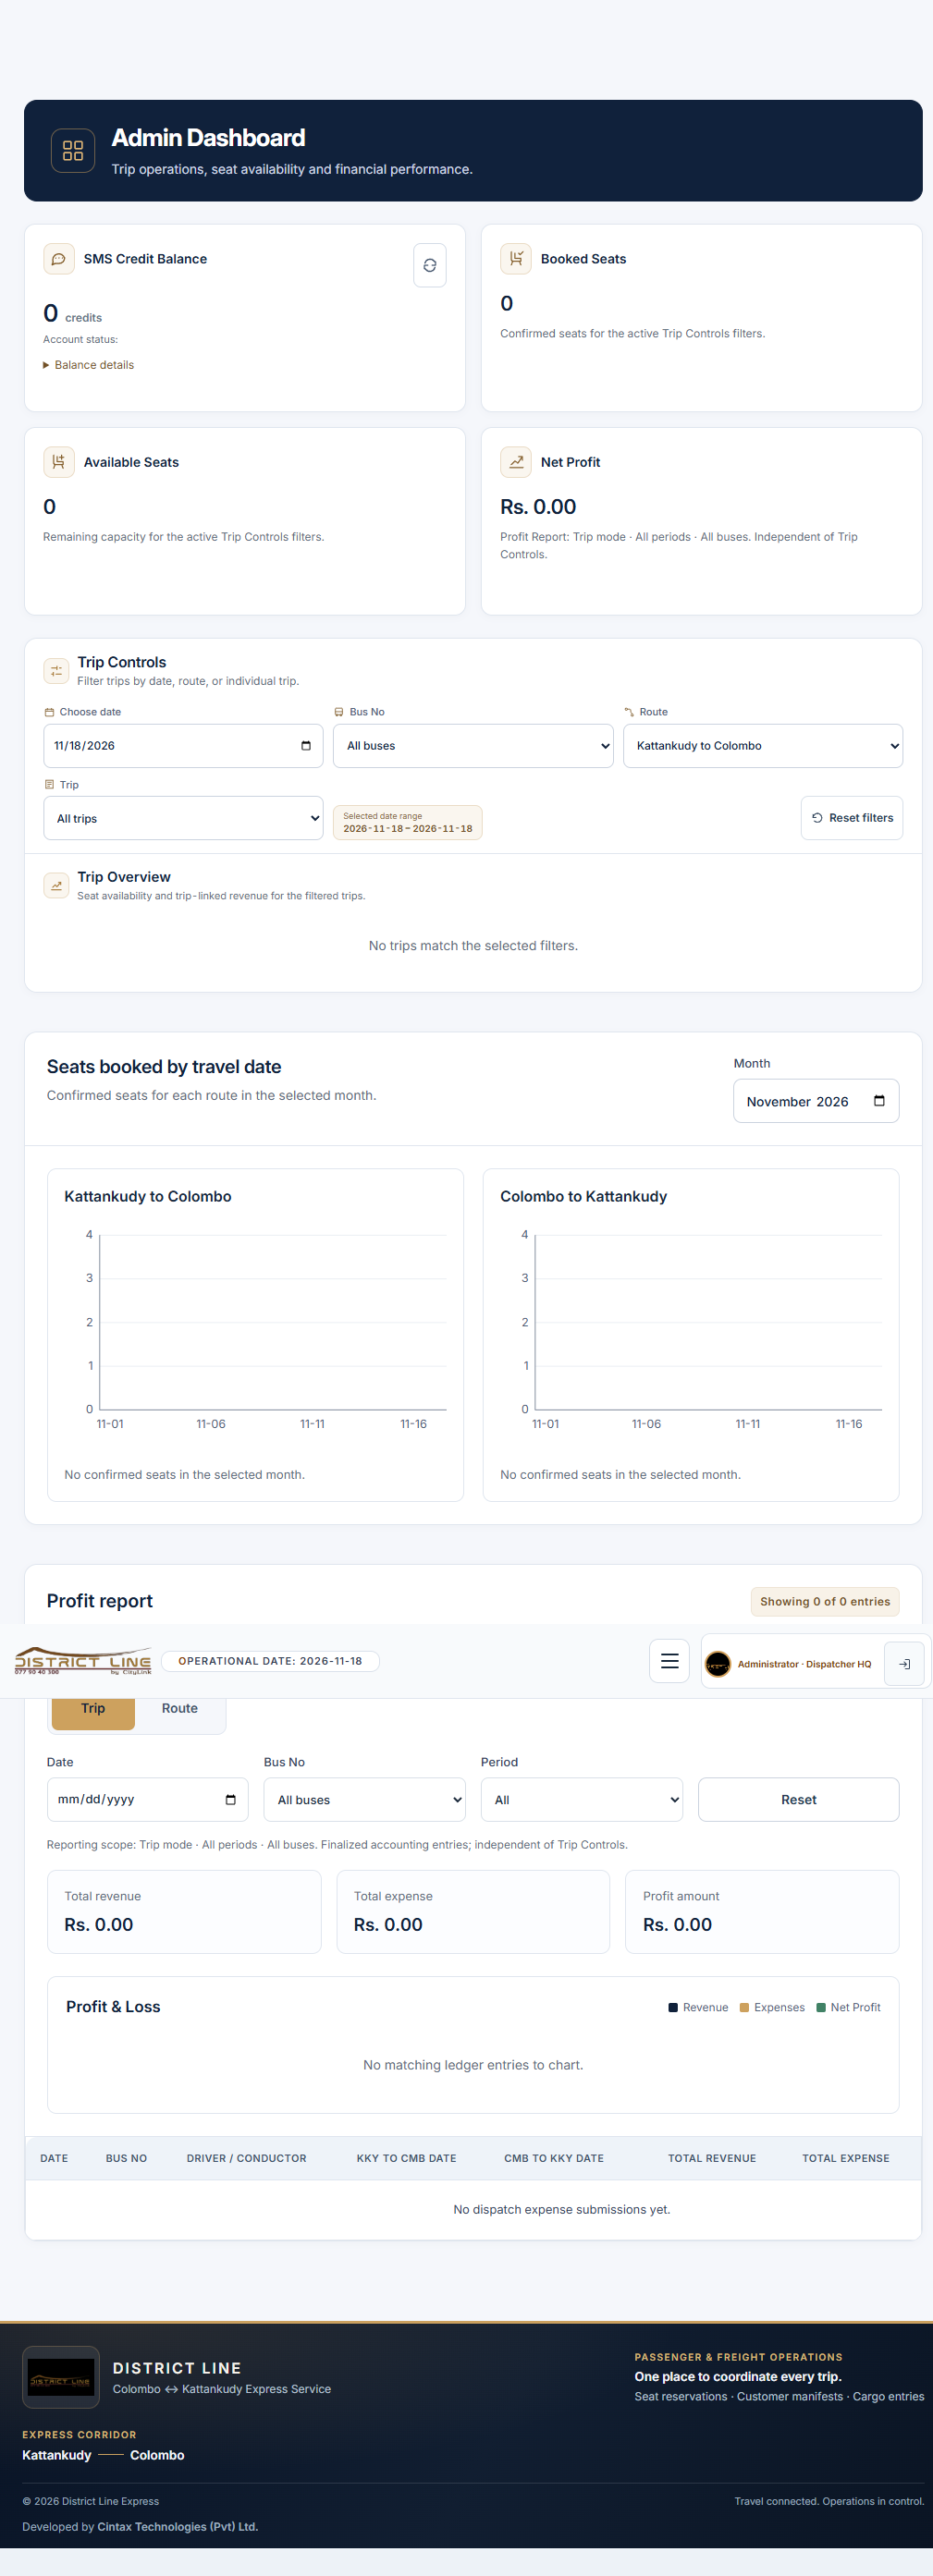 Admin Dashboard
Trip operations, seat availability and financial performance.
SMS Credit Balance
0 credits
Account status:
Balance details
Booked Seats
0
Confirmed seats for the active Trip Controls filters.
Available Seats
0
Remaining capacity for the active Trip Controls filters.
Net Profit
Rs. 0.00
Profit Report: Trip mode · All periods · All buses. Independent of Trip
Controls.
Trip Controls
Filter trips by date, route, or individual trip.
Choose date
Bus No
Route
11/18/2026
All buses
Kattankudy to Colombo
Trip
All trips
Selected date range
2026-11-18 – 2026-11-18
Reset filters
Trip Overview
Seat availability and trip-linked revenue for the filtered trips.
No trips match the selected filters.
Seats booked by travel date
Confirmed seats for each route in the selected month.
Month
November 2026
Kattankudy to Colombo
4
3
2
1
0
11-01 11-06 11-11 11-16
No confirmed seats in the selected month.
Colombo to Kattankudy
4
3
2
1
0
11-01 11-06 11-11 11-16
No confirmed seats in the selected month.
Profit report
Showing 0 of 0 entries
DISTRICT LINE
077 90 40 380 by CityLink
OPERATIONAL DATE: 2026-11-18
Administrator · Dispatcher HQ
Trip
Route
Date
Bus No
Period
mm/dd/yyyy
All buses
All
Reset
Reporting scope: Trip mode · All periods · All buses. Finalized accounting entries; independent of Trip Controls.
Total revenue
Rs. 0.00
Total expense
Rs. 0.00
Profit amount
Rs. 0.00
Profit & Loss
Revenue Expenses Net Profit
No matching ledger entries to chart.
DATE BUS NO DRIVER / CONDUCTOR KKY TO CMB DATE CMB TO KKY DATE TOTAL REVENUE TOTAL EXPENSE
No dispatch expense submissions yet.
DISTRICT LINE
DISTRICT LINE
Colombo ↔ Kattankudy Express Service
PASSENGER & FREIGHT OPERATIONS
One place to coordinate every trip.
Seat reservations · Customer manifests · Cargo entries
EXPRESS CORRIDOR
Kattankudy — Colombo
© 2026 District Line Express
Travel connected. Operations in control.
Developed by Cintax Technologies (Pvt) Ltd.